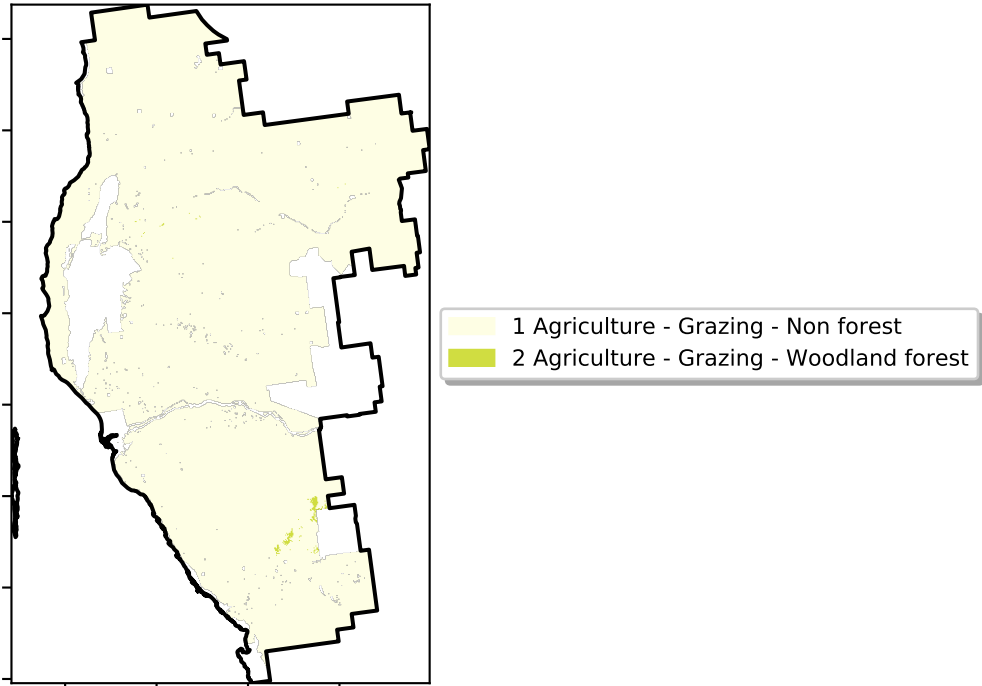 1 Agriculture - Grazing - Non forest
2 Agriculture - Grazing - Woodland forest